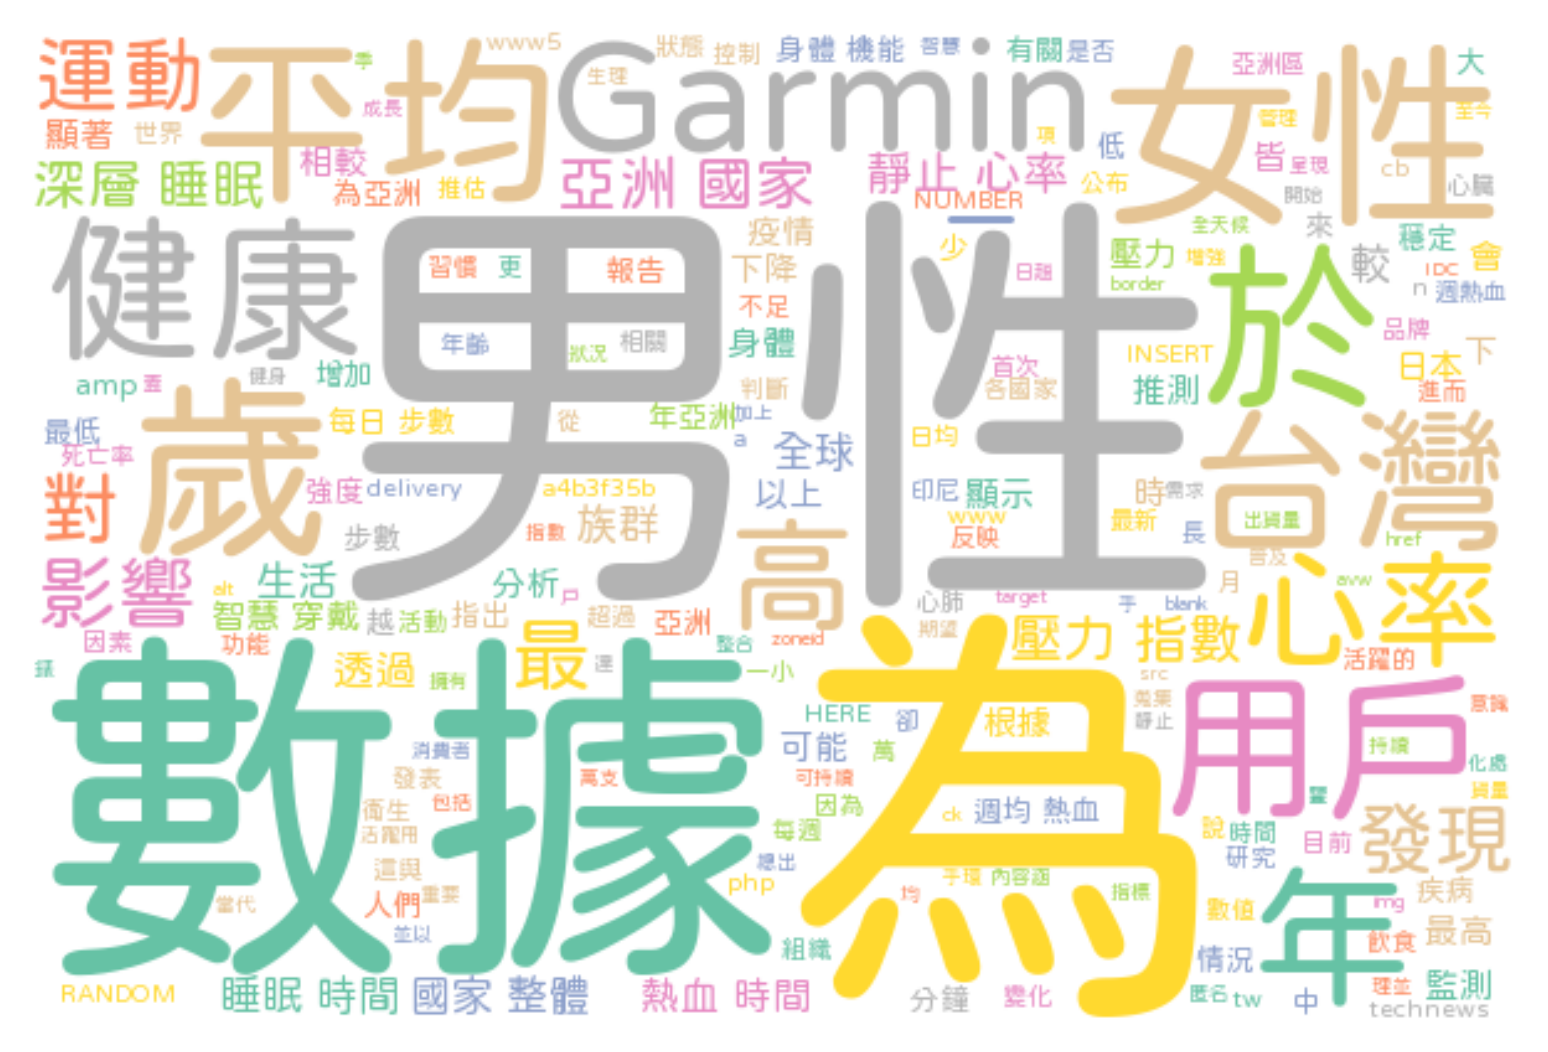 運動
平均
www5
狀態
控制
身體 機能
智慧
有關
是否
亞洲區
大
Garmin
女性
生理
成長
顯著
世界
管理
至今
低
皆
呈現
cb
心臟
深層 睡眠
相較
為亞洲
推估
亞洲 國家
靜止 心率
公布
NUMBER
開始
健康
男性
疫情
少
全天候
來
穩定
習慣
更
報告
下降
日趨
壓力
增強
於
較
IDC
會
border
n
週熱血
不足
年齡
狀況
相關
身體
首次
INSERT
品牌
日本
下
amp
健身
增加
判斷
各國家
推測
進而
歲
每日 步數
從
年亞洲
加上
a
日均
台灣
最低
死亡率
全球
對
強度
delivery
a4b3f35b
以上
印尼
顯示
時
需求
步數
指數
族群
高
www
反映
最新
長
出貨量
href
影響
生活
分析
戶
心肺
target
手
blank
月
普及
心率
avw
alt
智慧 穿戴
越
活動
指出
超過
亞洲
期望
壓力 指數
因素
功能
最
zoneid
整合
透過
擁有
達
一小
活躍的
數據
為
src
蒐集
靜止
用戶
意識
HERE
卻
根據
消費者
可能
萬
持續
化處
發表
萬支
可持續
貨量
衛生
包括
因為
ck
週均 熱血
活躍用
每週
說
時間
目前
發現
這與
研究
php
手環
內容涵
指標
年
疾病
當代
人們
重要
均
數值
img
並以
組織
情況
飲食
最高
RANDOM
睡眠 時間
國家 整體
熱血 時間
分鐘
變化
匿名
tw
中
理並
監測
technews